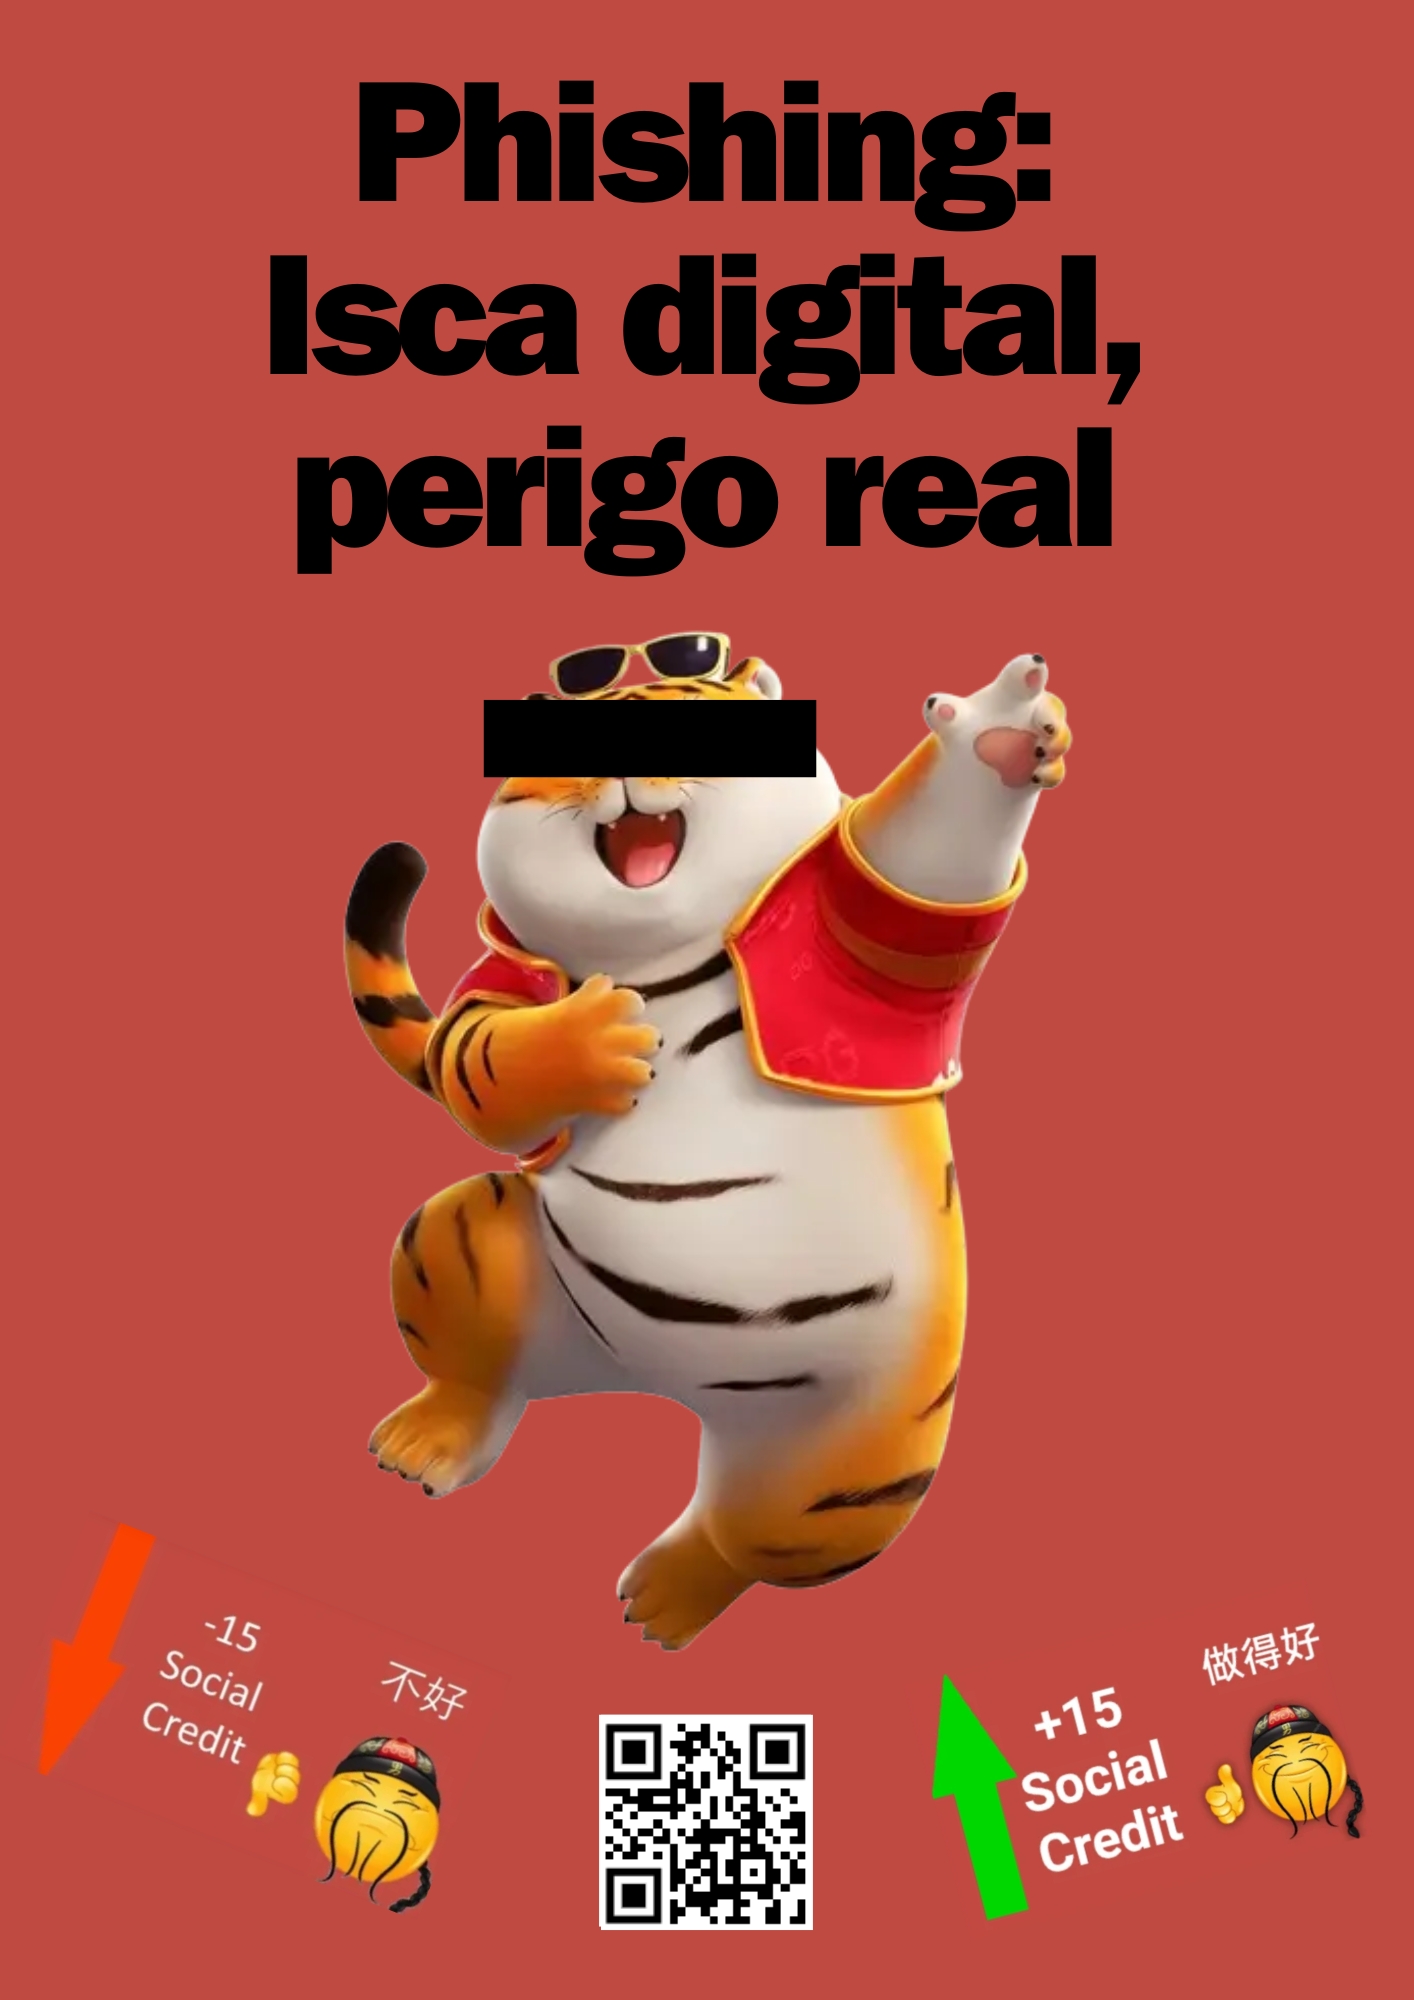 Phishing:
Isca digital,
perigo real
-15
Social
Credit
不好
做得好
+15
Social
Credit